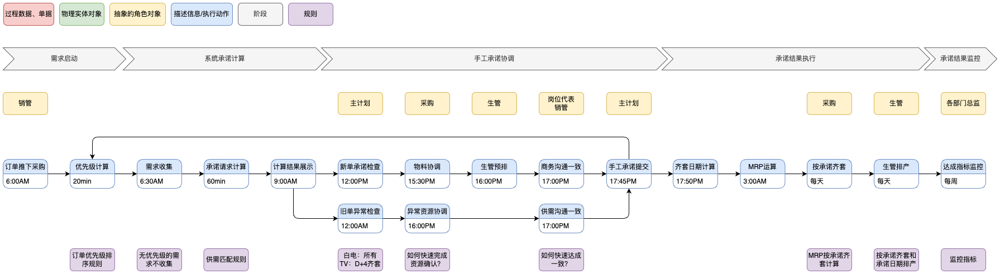 过程数据、单据
物理实体对象
抽象的角色对象
描述信息/执行动作
阶段
规则
需求启动
系统承诺计算
手工承诺协调
承诺结果执行
承诺结果监控
销管
主计划
采购
生管
岗位代表
销管
主计划
采购
生管
各部门总监
订单推下采购
6:00AM
优先级计算
20min
需求收集
6:30AM
承诺请求计算
60min
计算结果展示
9:00AM
新单承诺检查
12:00PM
物料协调
15:30PM
生管预排
16:00PM
商务沟通一致
17:00PM
手工承诺提交
17:45PM
齐套日期计算
17:50PM
MRP运算
3:00AM
按承诺齐套
每天
生管排产
每天
达成指标监控
每周
旧单异常检查
12:00AM
异常资源协调
16:00PM
供需沟通一致
17:00PM
订单优先级排
序规则
无优先级的需
求不收集
供需匹配规则
白电：所有
TV：D+4齐套
如何快速完成
资源确认？
如何快速达成
一致？
MRP按承诺齐
套计算
按承诺齐套和
承诺日期排产
监控指标